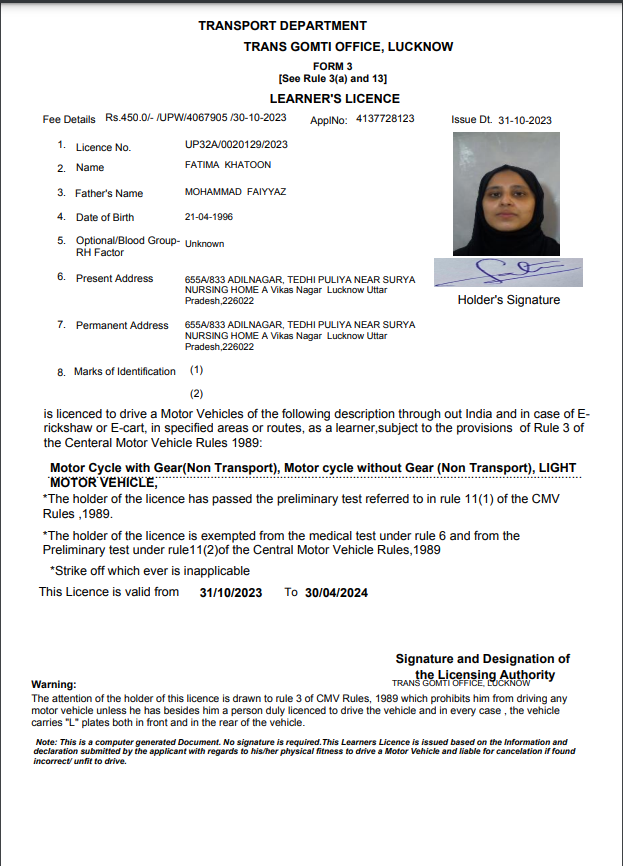 TRANSPORT DEPARTMENT
TRANS GOMTI OFFICE, LUCKNOW
FORM 3
[See Rule 3(a) and 13]
LEARNER'S LICENCE
Fee Details Rs.450.0/- /UPW/4067905 /30-10-2023 ApplNo: 4137728123 Issue Dt. 31-10-2023
1. Licence No. UP32A/0020129/2023
2. Name FATIMA KHATOON
3. Father's Name MOHAMMAD FAIYYAZ
4. Date of Birth 21-04-1996
5. Optional/Blood Group- Unknown
RH Factor
6. Present Address 655A/833 ADILNAGAR, TEDHI PULIYA NEAR SURYA
NURSING HOME A Vikas Nagar Lucknow Uttar
Pradesh,226022
Holder's Signature
7. Permanent Address 655A/833 ADILNAGAR, TEDHI PULIYA NEAR SURYA
NURSING HOME A Vikas Nagar Lucknow Uttar
Pradesh,226022
8. Marks of Identification (1)
(2)
is licenced to drive a Motor Vehicles of the following description through out India and in case of E-
rickshaw or E-cart, in specified areas or routes, as a learner,subject to the provisions of Rule 3 of
the Centeral Motor Vehicle Rules 1989:
Motor Cycle with Gear(Non Transport), Motor cycle without Gear (Non Transport), LIGHT
MOTOR VEHICLE,
*The holder of the licence has passed the preliminary test referred to in rule 11(1) of the CMV
Rules ,1989.
*The holder of the licence is exempted from the medical test under rule 6 and from the
Preliminary test under rule11(2)of the Central Motor Vehicle Rules,1989
*Strike off which ever is inapplicable
This Licence is valid from 31/10/2023 To 30/04/2024
Signature and Designation of
the Licensing Authority
TRANS GOMTI OFFICE, LUCKNOW
Warning:
The attention of the holder of this licence is drawn to rule 3 of CMV Rules, 1989 which prohibits him from driving any
motor vehicle unless he has besides him a person duly licenced to drive the vehicle and in every case , the vehicle
carries "L" plates both in front and in the rear of the vehicle.
Note: This is a computer generated Document. No signature is required.This Learners Licence is issued based on the Information and
declaration submitted by the applicant with regards to his/her physical fitness to drive a Motor Vehicle and liable for cancelation if found
incorrect/ unfit to drive.